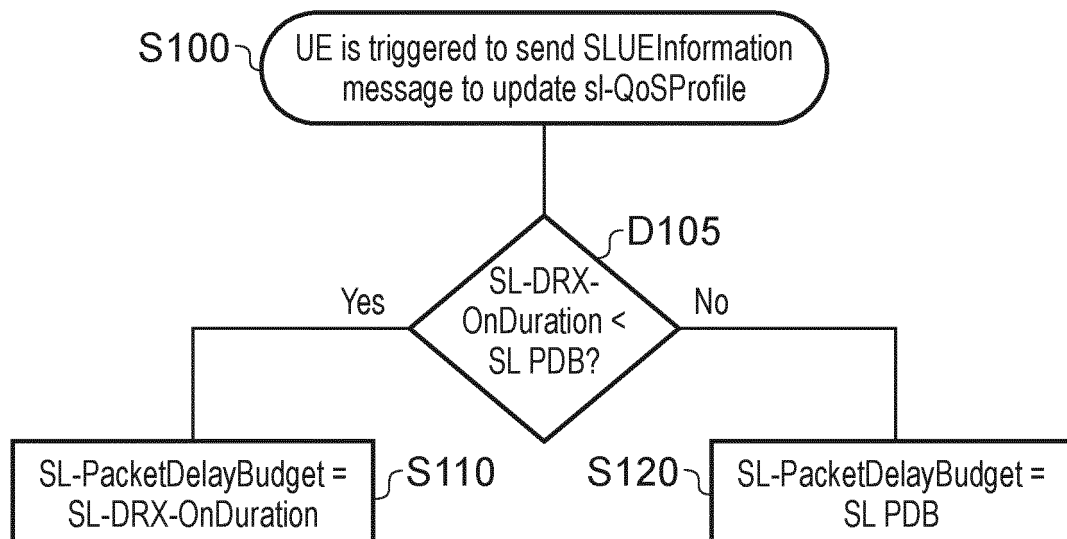 S100
UE is triggered to send SLUEInformation
message to update sl-QoSProfile
D105
SL-DRX-
OnDuration <
SL PDB?
Yes
No
SL-PacketDelayBudget =
SL-DRX-OnDuration
S110
S120
SL-PacketDelayBudget =
SL PDB